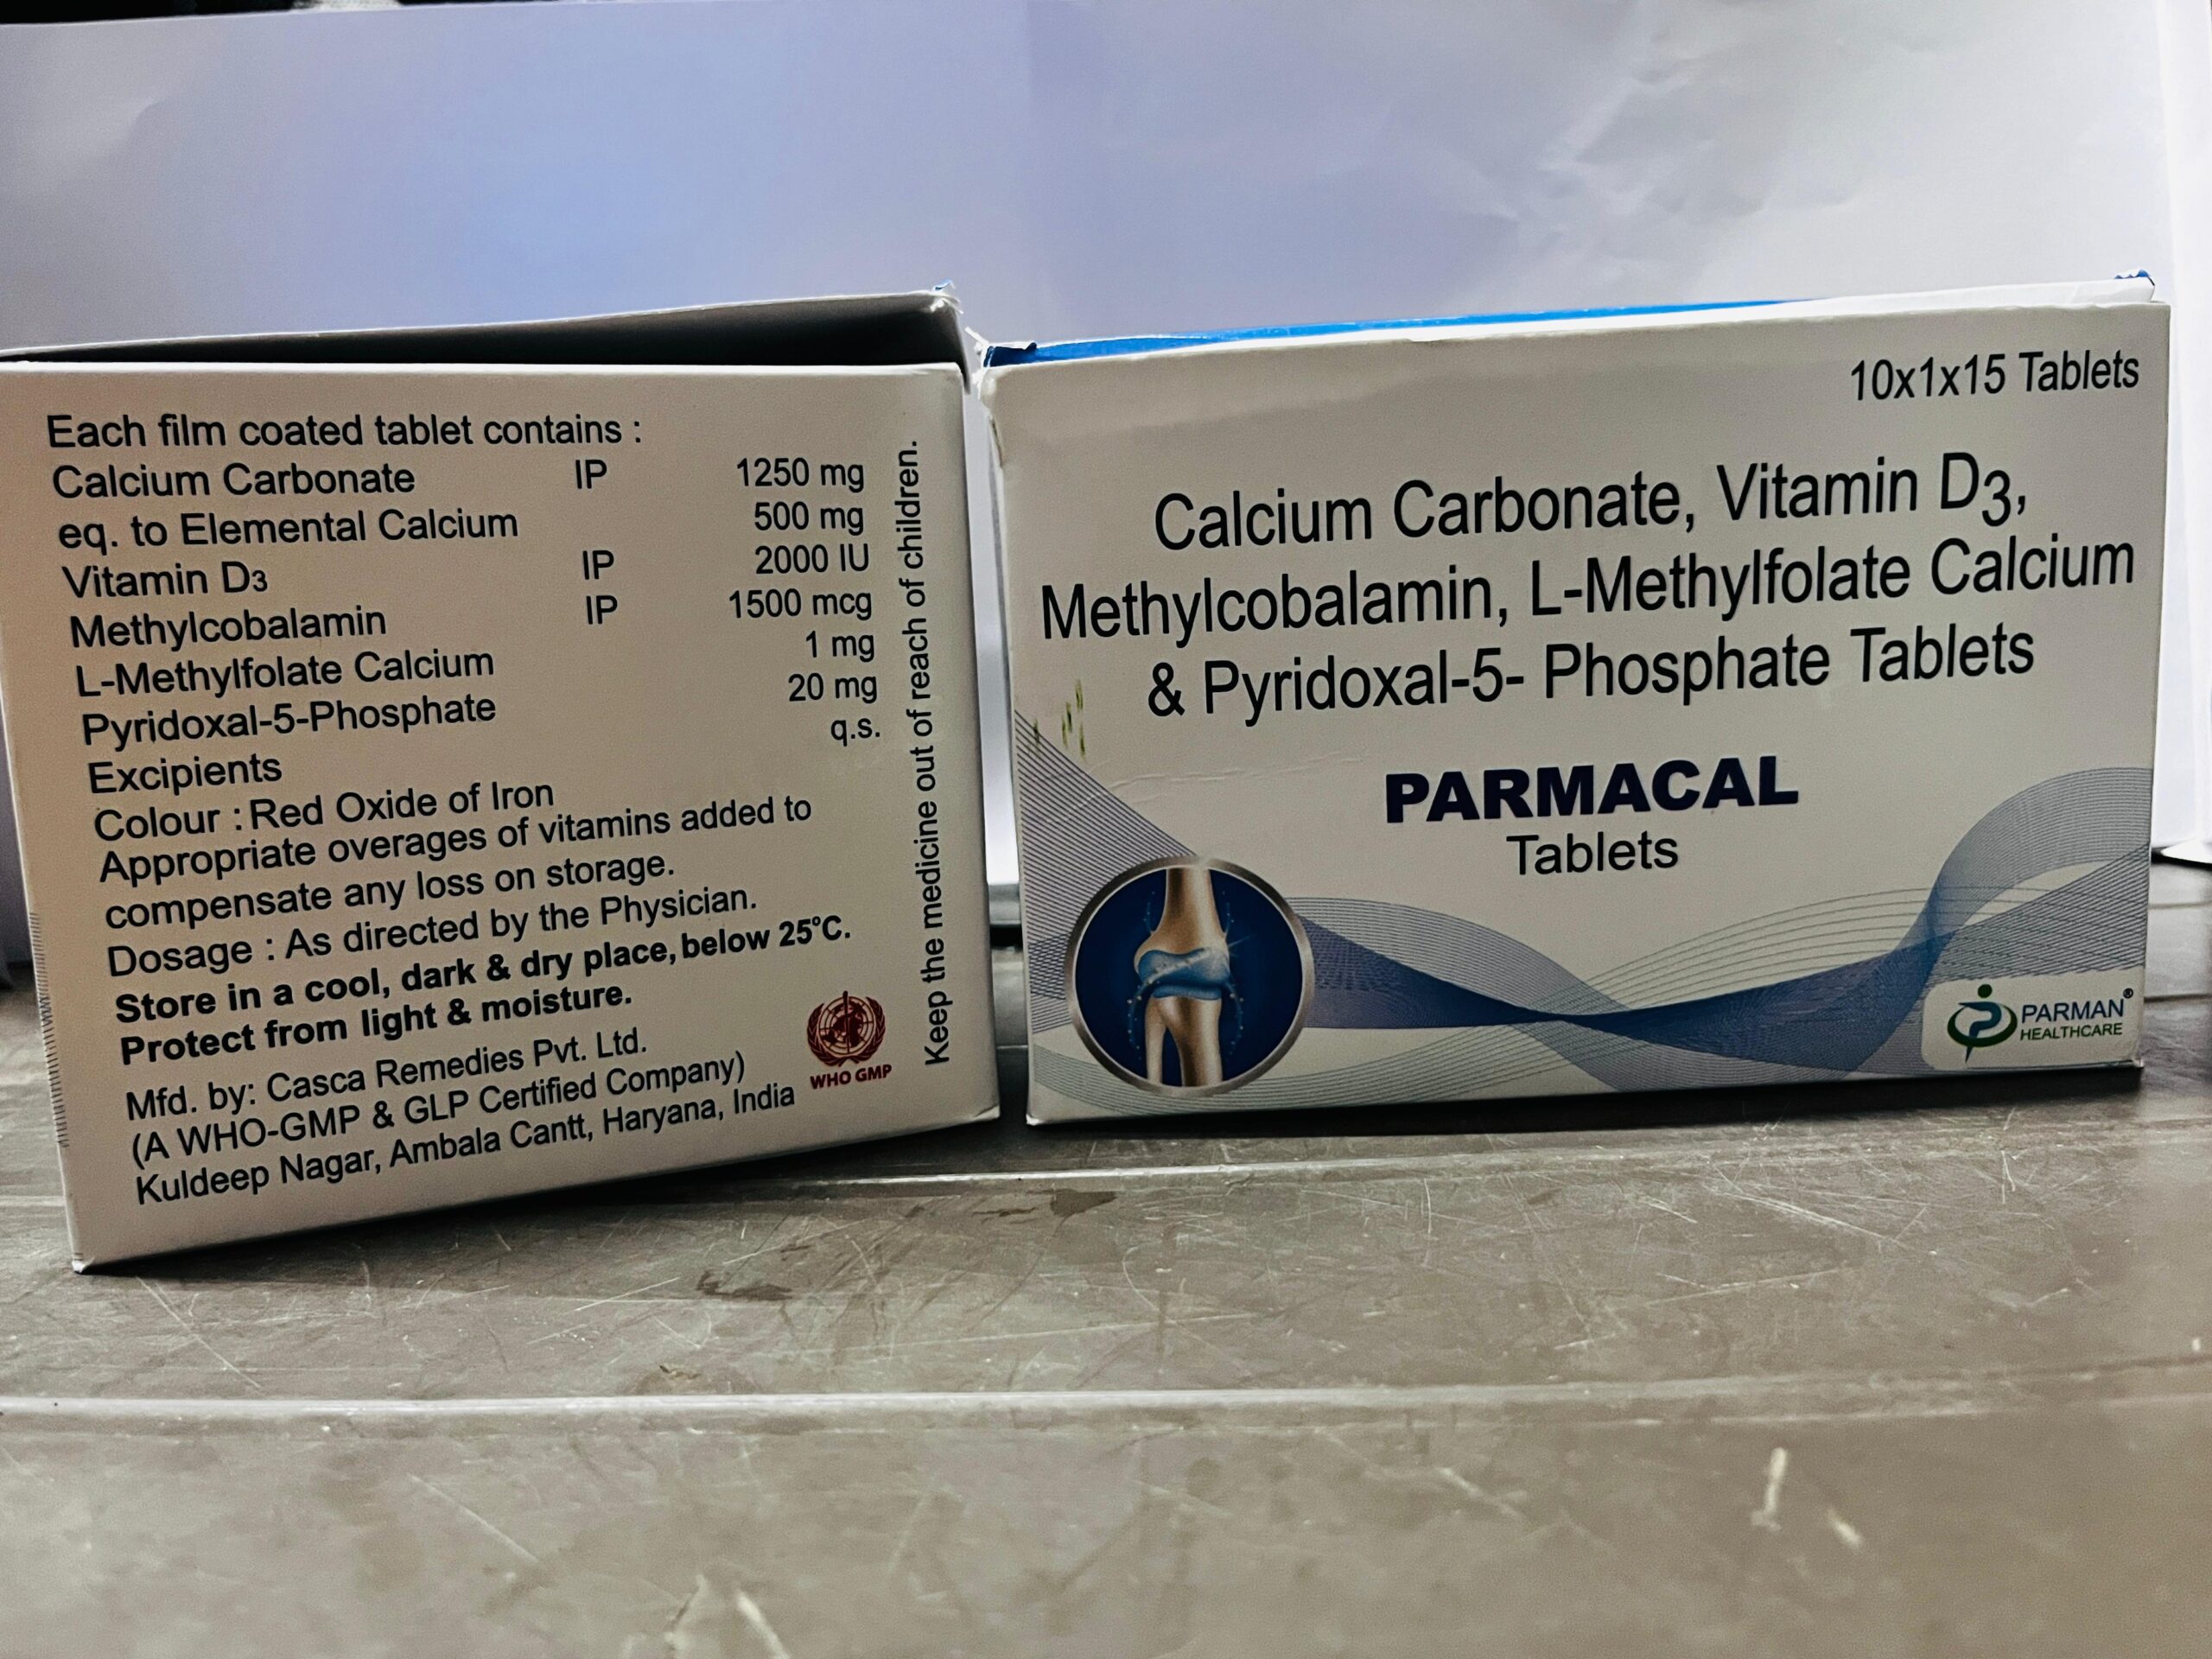 Each film coated tablet contains :
Calcium Carbonate IP 1250 mg
eq. to Elemental Calcium 500 mg
Vitamin D3 IP 2000 IU
Methylcobalamin IP 1500 mcg
L-Methylfolate Calcium 1 mg
Pyridoxal-5-Phosphate 20 mg
Excipients q.s.
Colour : Red Oxide of Iron
Appropriate overages of vitamins added to
compensate any loss on storage.
Dosage : As directed by the Physician.
Store in a cool, dark & dry place, below 25°C.
Protect from light & moisture.
Mfd. by: Casca Remedies Pvt. Ltd.
(A WHO-GMP & GLP Certified Company)
Kuldeep Nagar, Ambala Cantt, Haryana, India
WHO GMP
Keep the medicine out of reach of children.
10x1x15 Tablets
Calcium Carbonate, Vitamin D3,
Methylcobalamin, L-Methylfolate Calcium
& Pyridoxal-5- Phosphate Tablets
PARMACAL
Tablets
PARMAN®
HEALTHCARE